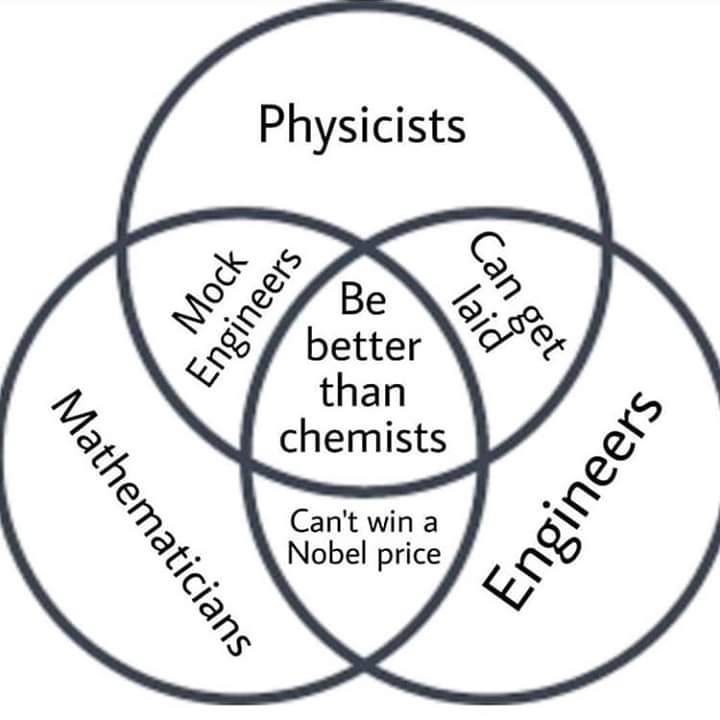 Physicists
Mock
Engineers
Can get
laid
Be
better
than
chemists
Mathematicians
Engineers
Can't win a
Nobel price